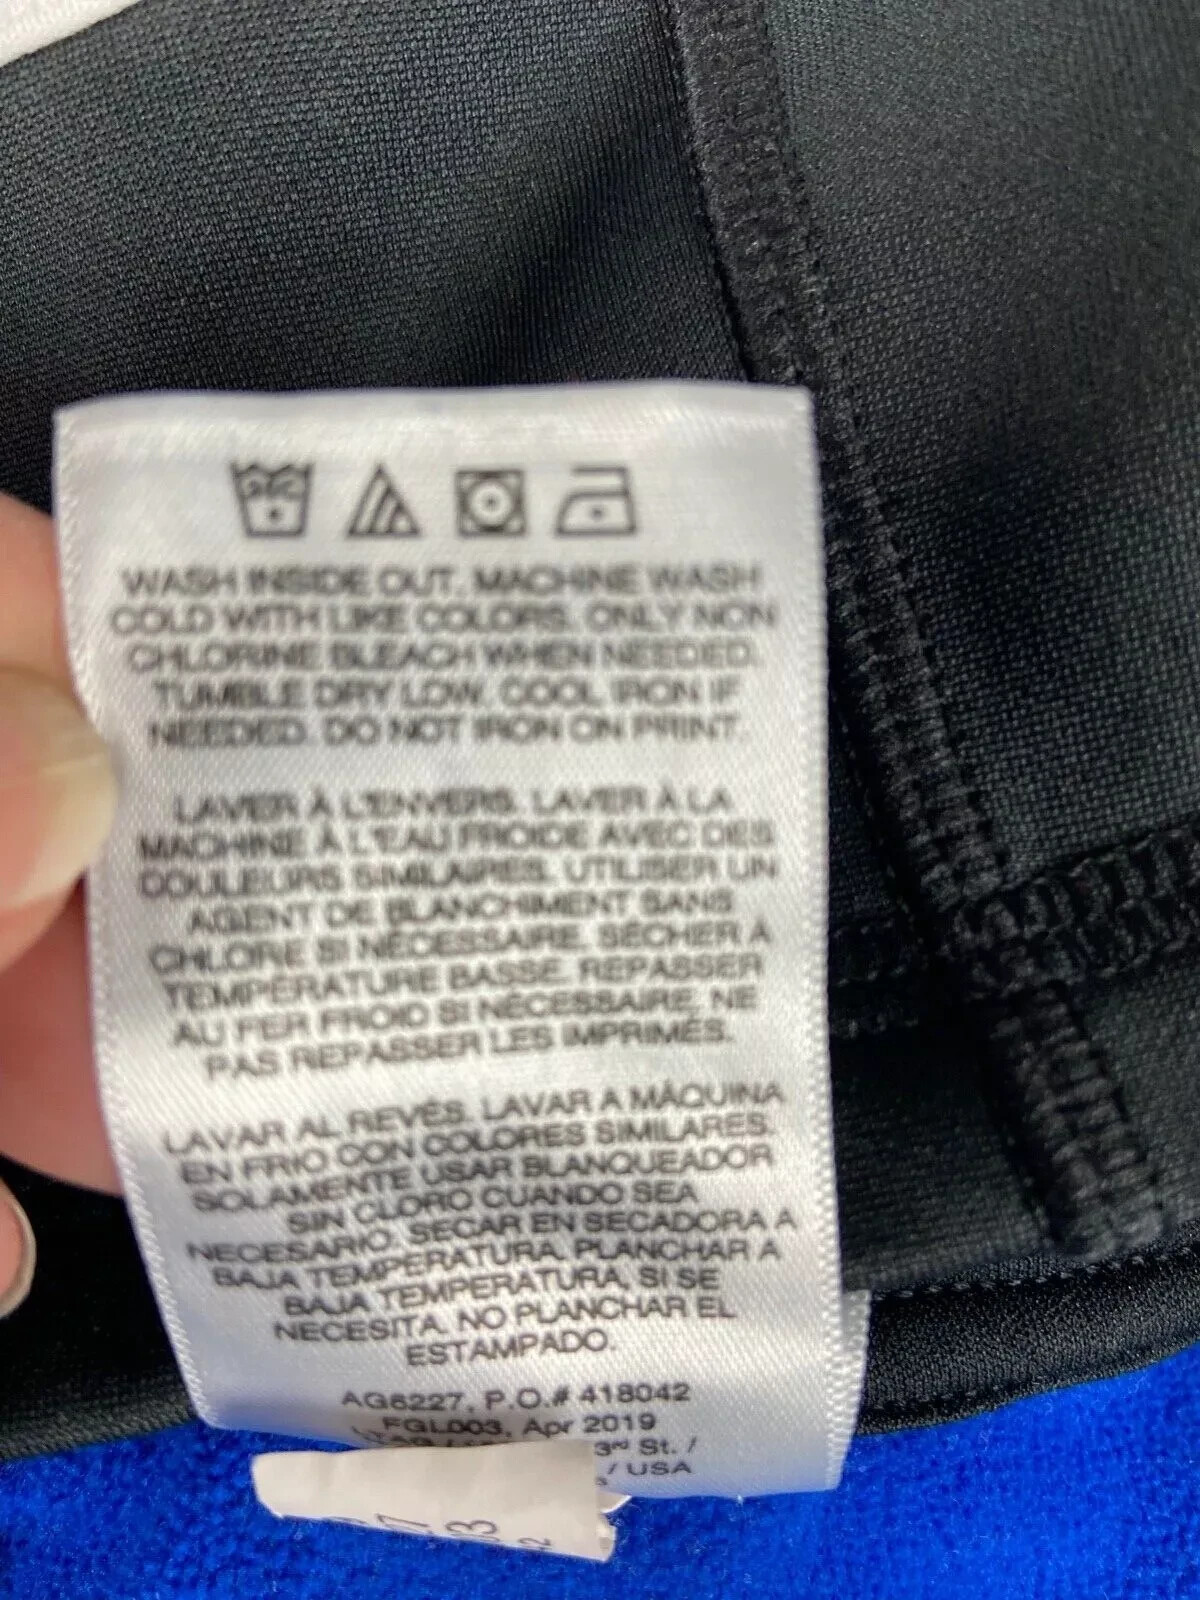 WASH INSIDE OUT. MACHINE WASH
COLD WITH LIKE COLORS. ONLY NON
CHLORINE BLEACH WHEN NEEDED.
TUMBLE DRY LOW. COOL IRON IF
NEEDED. DO NOT IRON ON PRINT.
LAVER À L'ENVERS. LAVER À LA
MACHINE À L'EAU FROIDE AVEC DES
COULEURS SIMILAIRES. UTILISER UN
AGENT DE BLANCHIMENT SANS
CHLORE SI NÉCESSAIRE. SÉCHER À
TEMPÉRATURE BASSE. REPASSER
AU FER FROID SI NÉCESSAIRE. NE
PAS REPASSER LES IMPRIMÉS.
LAVAR AL REVÉS. LAVAR A MÁQUINA
EN FRIO CON COLORES SIMILARES.
SOLAMENTE USAR BLANQUEADOR
SIN CLORO CUANDO SEA
NECESARIO. SECAR EN SECADORA A
BAJA TEMPERATURA. PLANCHAR A
BAJA TEMPERATURA, SI SE
NECESITA. NO PLANCHAR EL
ESTAMPADO.
AG6227, P.O.# 418042
FGL003, Apr 2019
3rd St. /
/ USA